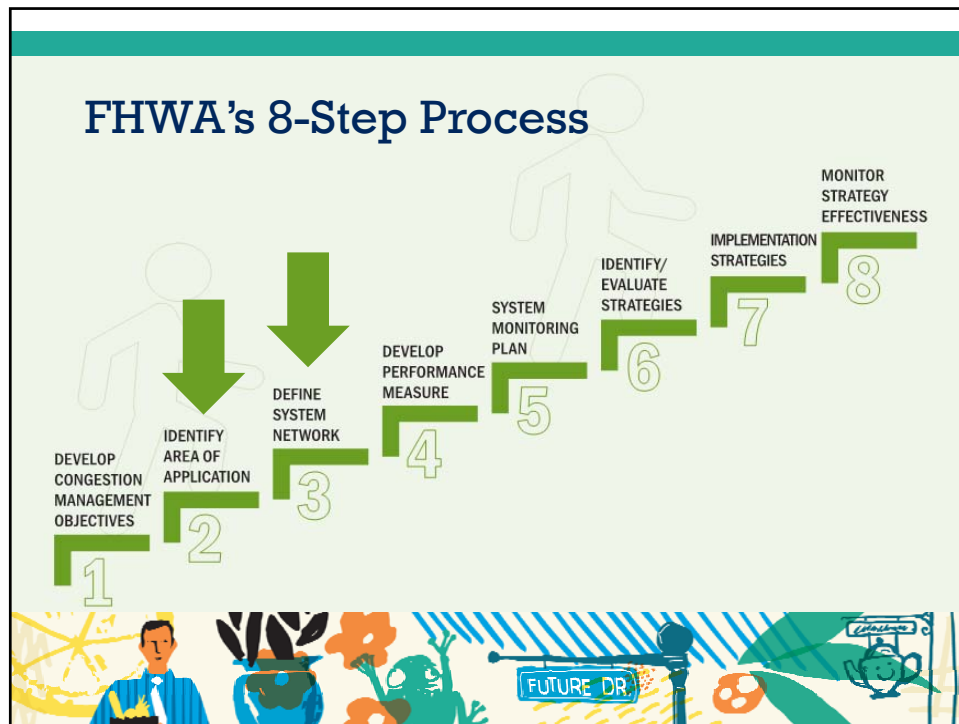 FHWA's 8-Step Process
DEVELOP
CONGESTION
MANAGEMENT
OBJECTIVES
1
IDENTIFY
AREA OF
APPLICATION
2
DEFINE
SYSTEM
NETWORK
3
DEVELOP
PERFORMANCE
MEASURE
4
SYSTEM
MONITORING
PLAN
5
IDENTIFY/
EVALUATE
STRATEGIES
6
IMPLEMENTATION
STRATEGIES
7
MONITOR
STRATEGY
EFFECTIVENESS
8
FUTURE DR.